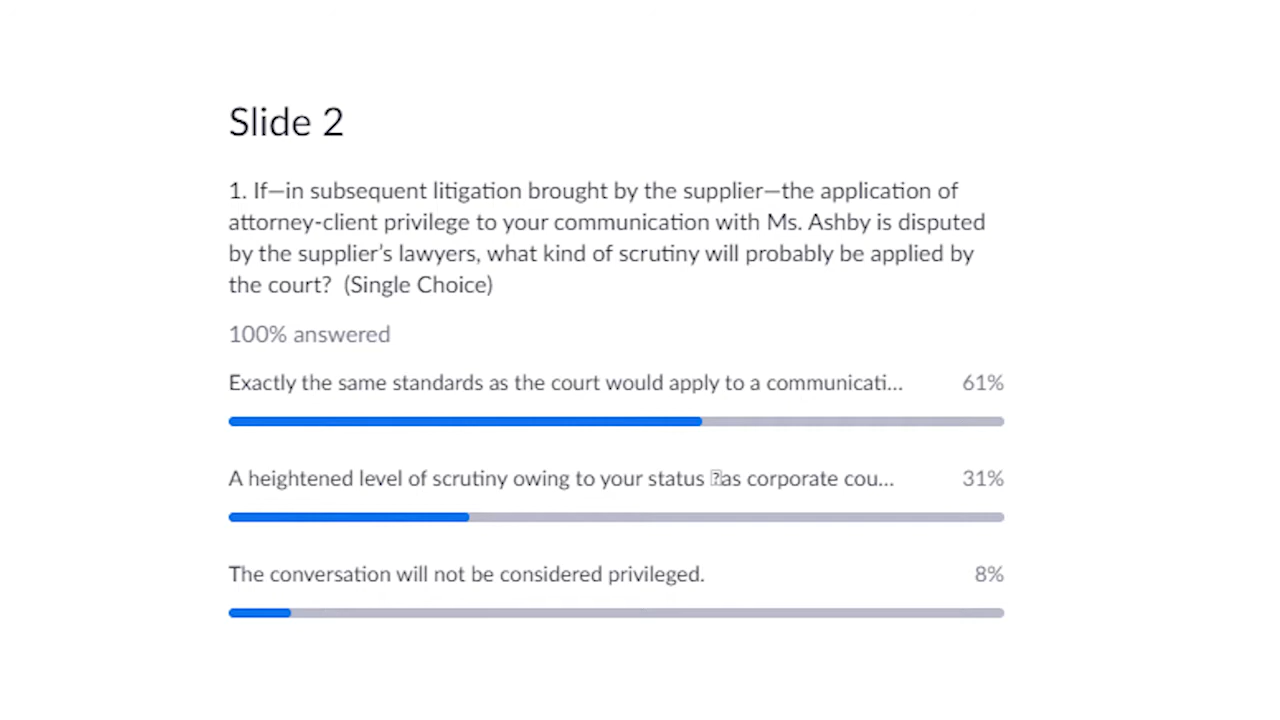 Slide 2
1. If—in subsequent litigation brought by the supplier—the application of
attorney-client privilege to your communication with Ms. Ashby is disputed
by the supplier’s lawyers, what kind of scrutiny will probably be applied by
the court?  (Single Choice)
100% answered
Exactly the same standards as the court would apply to a communicati... 61%
A heightened level of scrutiny owing to your status as corporate cou... 31%
The conversation will not be considered privileged. 8%